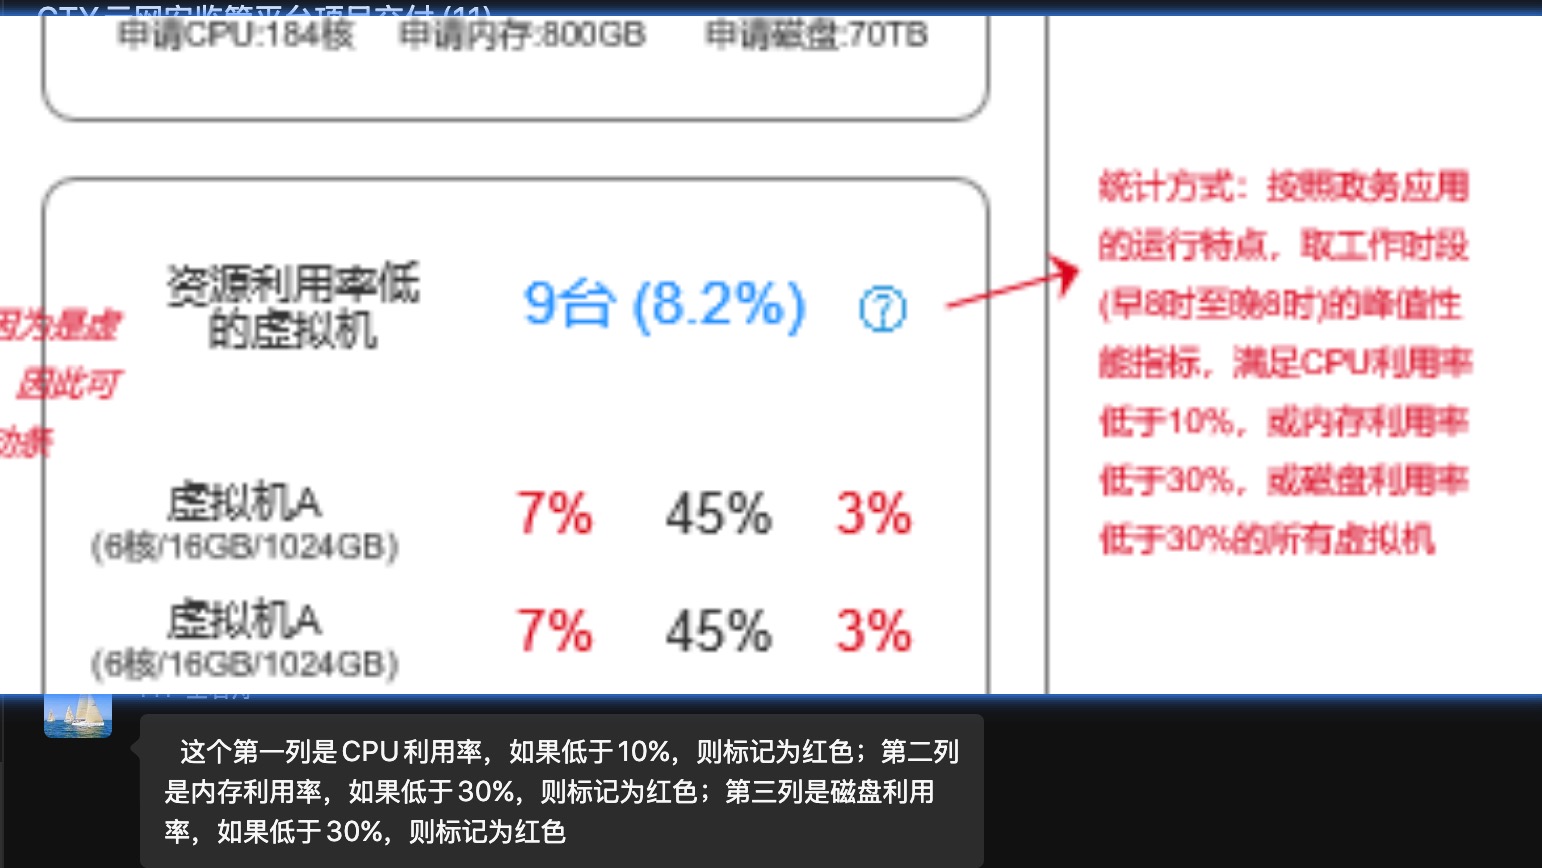 CTY云网安监管平台项目交付 (11)
申请CPU:184核 申请内存:800GB 申请磁盘:70TB
资源利用率低
的虚拟机
9台 (8.2%) ?
统计方式：按照政务应用
的运行特点，取工作时段
(早8时至晚8时)的峰值性
能指标，满足CPU利用率
低于10%，或内存利用率
低于30%，或磁盘利用率
低于30%的所有虚拟机
因为是虚
因此可
动条
虚拟机A
(6核/16GB/1024GB)
7% 45% 3%
虚拟机A
(6核/16GB/1024GB)
7% 45% 3%
这个第一列是CPU利用率，如果低于10%，则标记为红色；第二列
是内存利用率，如果低于30%，则标记为红色；第三列是磁盘利用
率，如果低于30%，则标记为红色